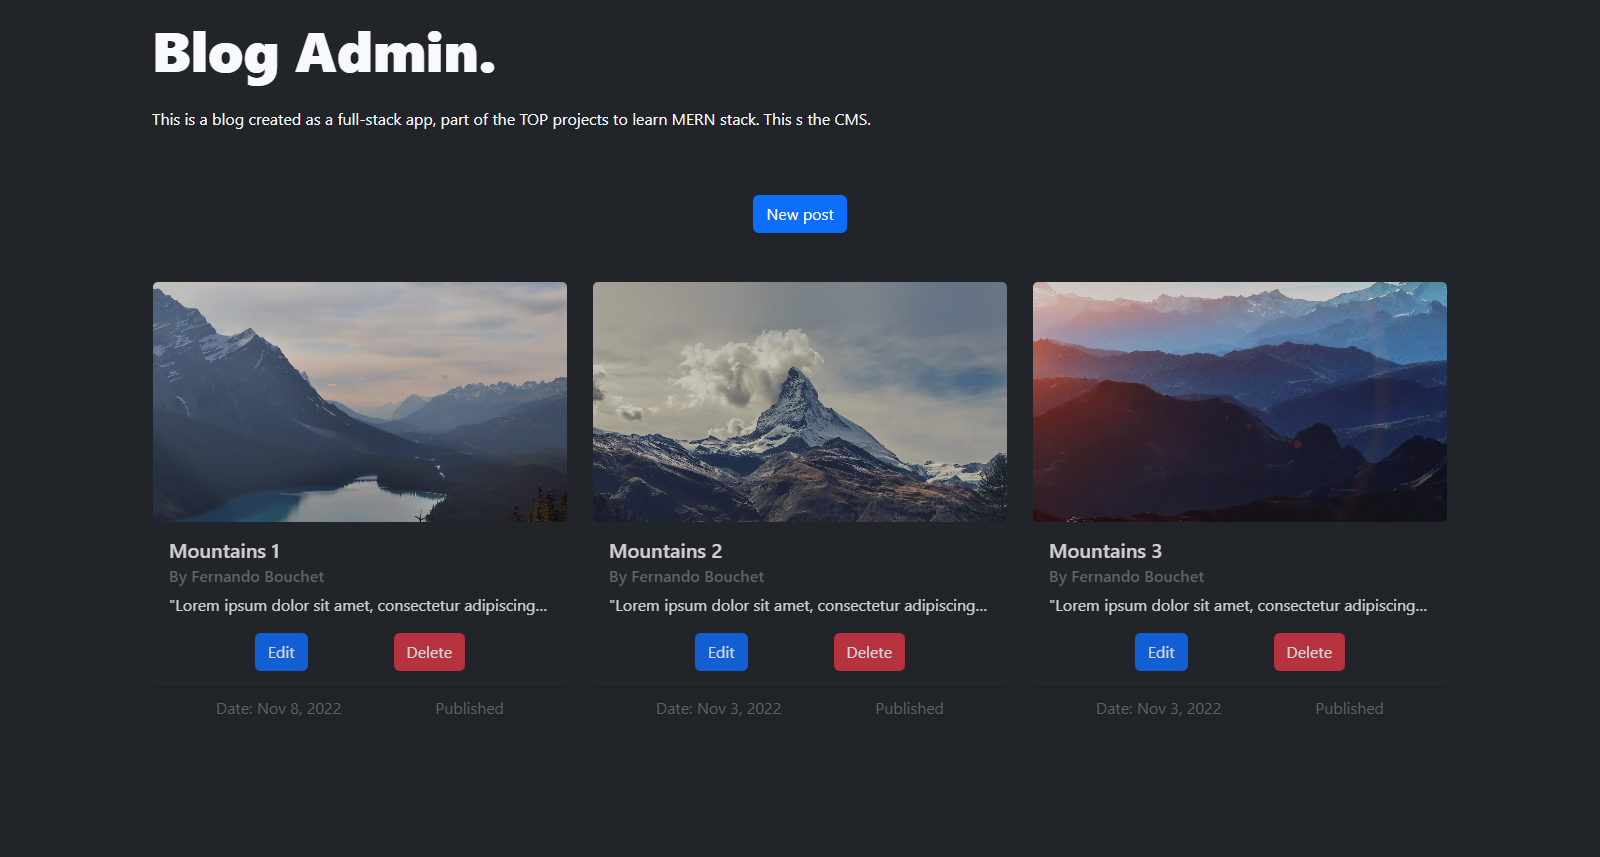 Blog Admin.
This is a blog created as a full-stack app, part of the TOP projects to learn MERN stack. This s the CMS.
New post
Mountains 1
By Fernando Bouchet
"Lorem ipsum dolor sit amet, consectetur adipiscing...
Edit Delete
Date: Nov 8, 2022 Published
Mountains 2
By Fernando Bouchet
"Lorem ipsum dolor sit amet, consectetur adipiscing...
Edit Delete
Date: Nov 3, 2022 Published
Mountains 3
By Fernando Bouchet
"Lorem ipsum dolor sit amet, consectetur adipiscing...
Edit Delete
Date: Nov 3, 2022 Published